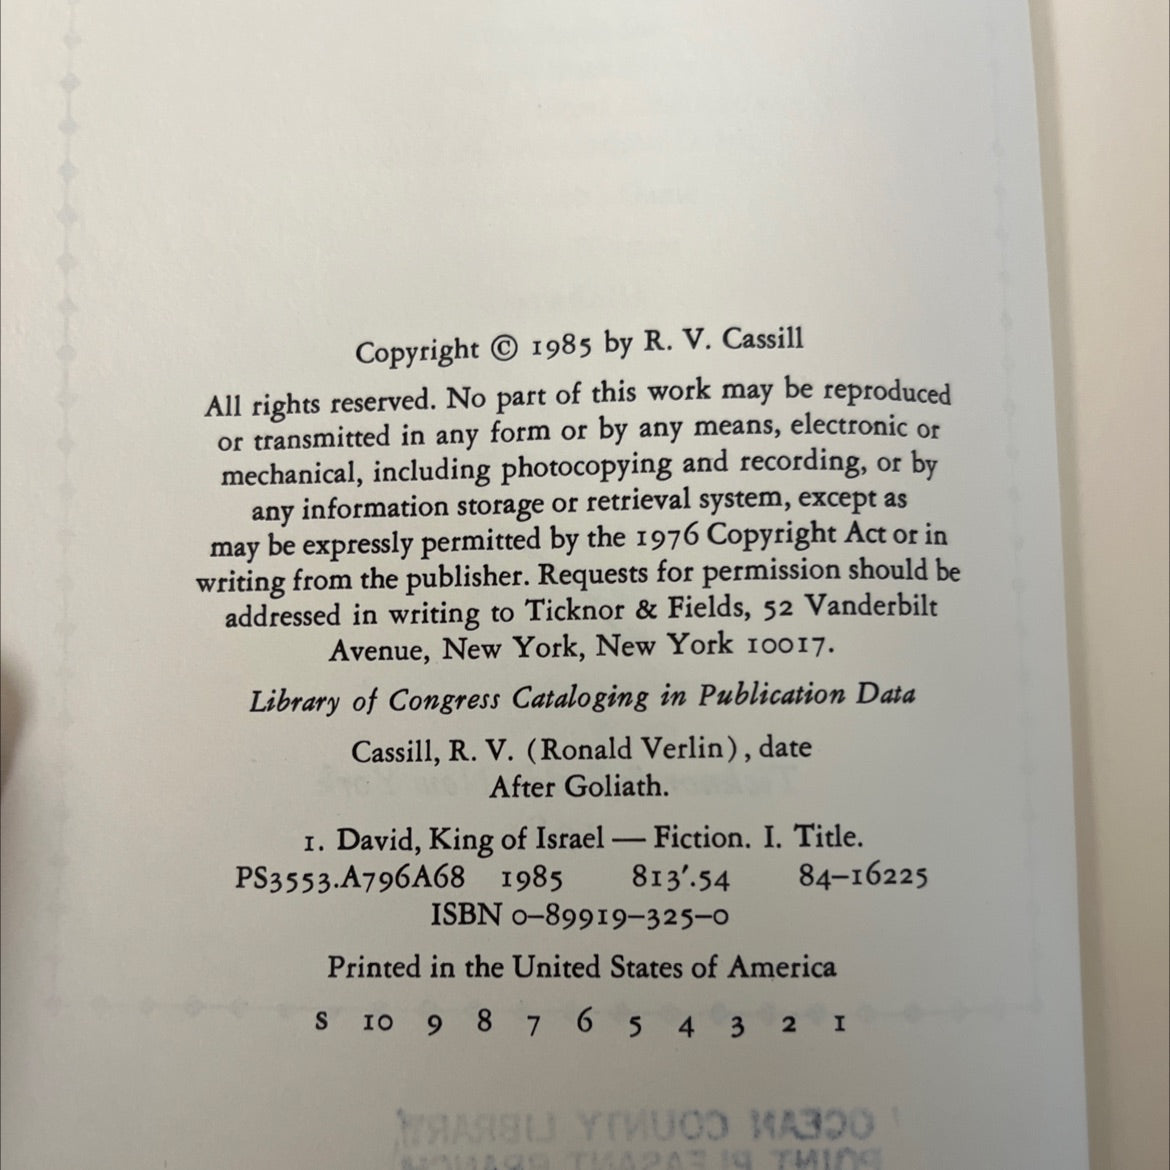 Copyright © 1985 by R. V. Cassill
All rights reserved. No part of this work may be reproduced
or transmitted in any form or by any means, electronic or
mechanical, including photocopying and recording, or by
any information storage or retrieval system, except as
may be expressly permitted by the 1976 Copyright Act or in
writing from the publisher. Requests for permission should be
addressed in writing to Ticknor & Fields, 52 Vanderbilt
Avenue, New York, New York 10017.
Library of Congress Cataloging in Publication Data
Cassill, R. V. (Ronald Verlin), date
After Goliath.
1. David, King of Israel — Fiction. I. Title.
PS3553.A796A68 1985 813'.54 84–16225
ISBN 0–89919–325–0
Printed in the United States of America
S 10 9 8 7 6 5 4 3 2 1
OCEAN COUNTY LIBRARY,
POINT PLEASANT BRANCH